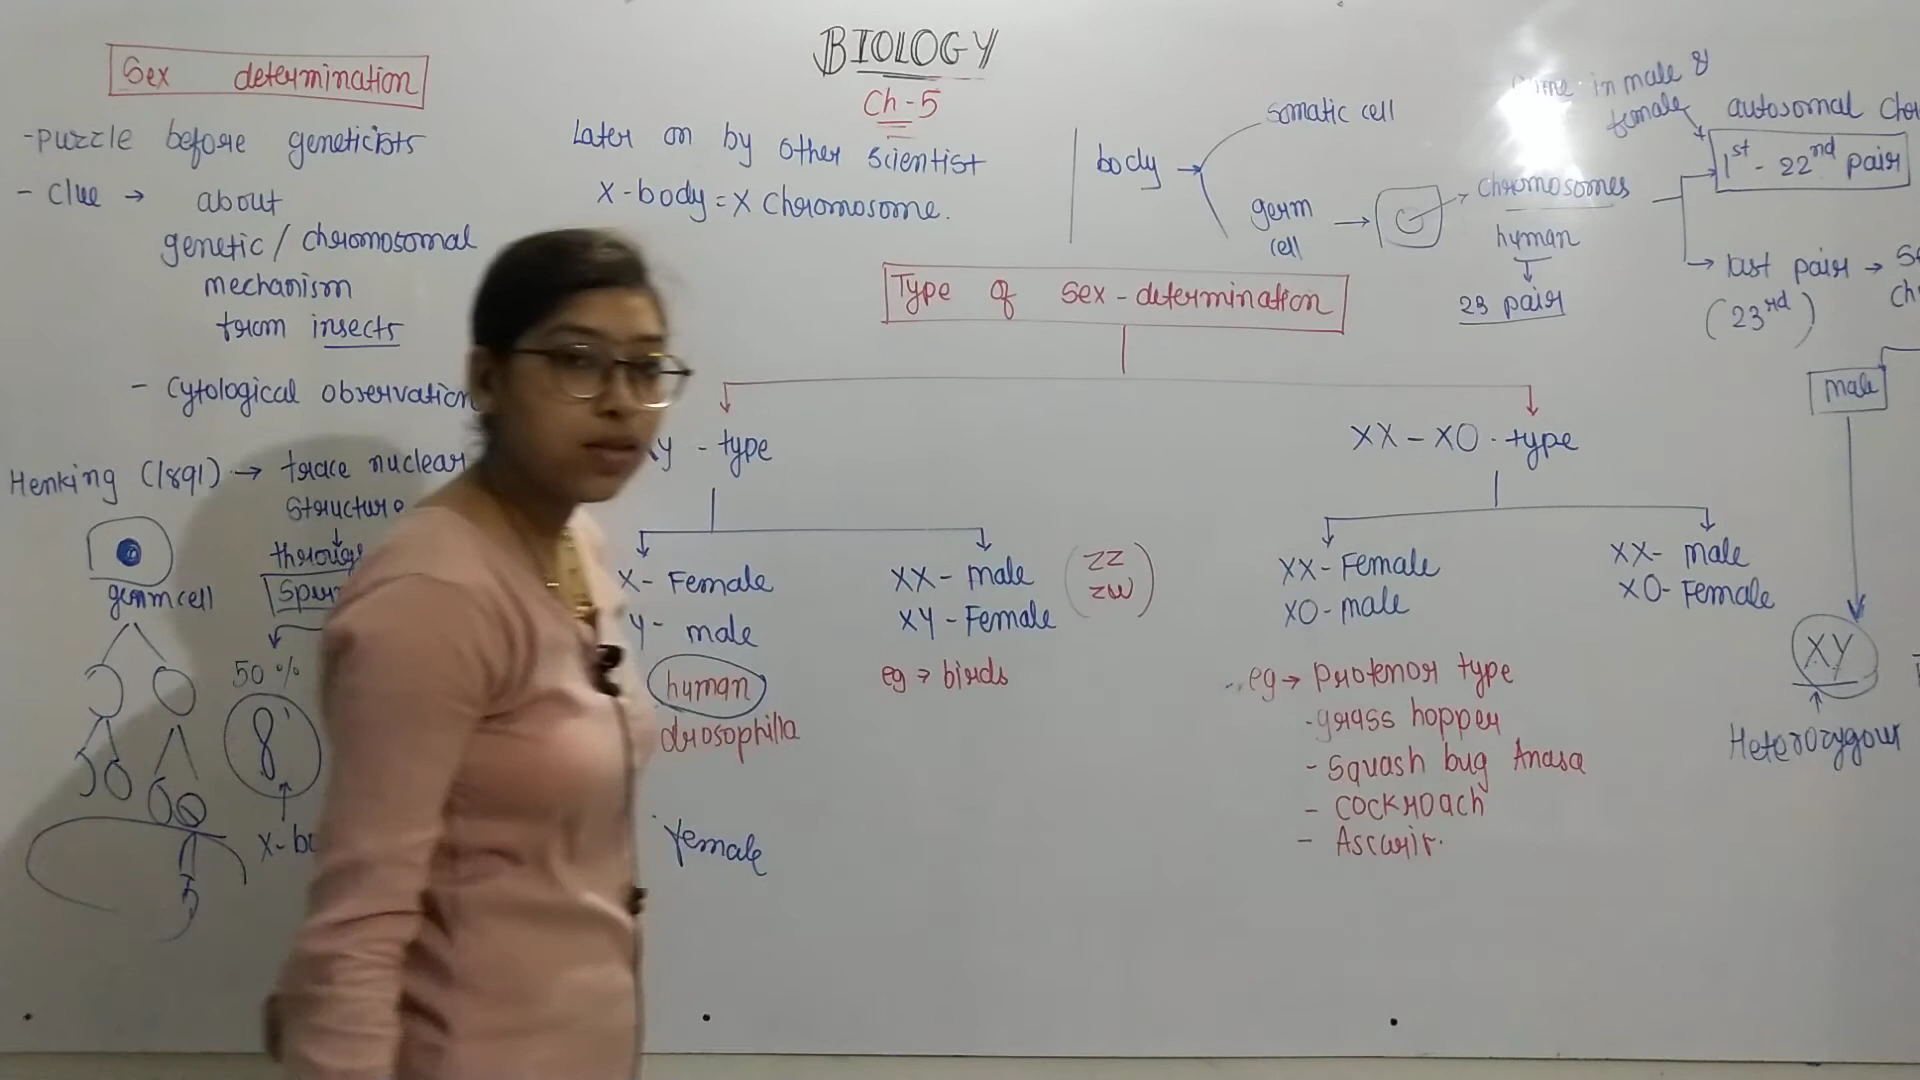 BIOLOGY
Ch-5
Sex determination
-puzzle before geneticists
- Clue → about
genetic / chromosomal
mechanism
from insects
- Cytological observation
Henking (1891) → trace nuclear
structure
germ cell
50 %
Later on by other scientist
X-body = X Chromosome.
body →
somatic cell
germ
cell
→ chromosomes
human
23 pair
in male &
female
autosomal
1st - 22nd pair
→ last pair →
(23rd)
male
XY
Heterozygous
Type of Sex-determination
- type
Female
male
human
drosophilla
female
XX- male
XY- Female
(ZZ
ZW)
eg → birds
XX - XO - type
XX- Female
XO- male
XX- male
XO- Female
eg → Protenor type
-grass hopper
- Squash bug Anasa
- cockroach
- Ascaris.